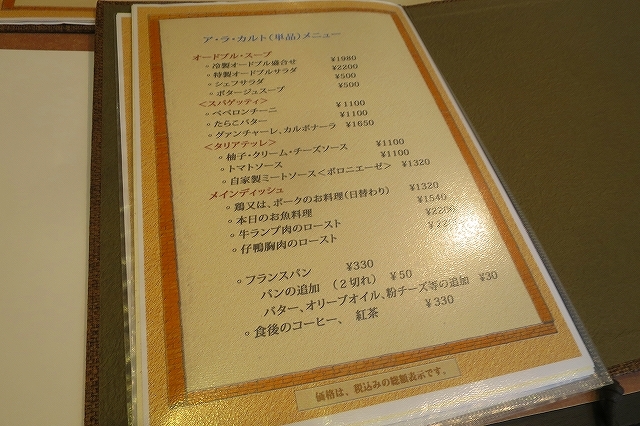 ア・ラ・カルト(単品)メニュー
オードブル・スープ
○ 冷製オードブル盛合せ ¥1980
○ 特製オードブルサラダ ¥2200
○ シェフサラダ ¥500
○ ポタージュスープ ¥500
<スパゲッティ>
○ ペペロンチーニ ¥1100
○ たらこバター ¥1100
○ グァンチャーレ、カルボナーラ ¥1650
<タリアテッレ>
○ 柚子・クリーム・チーズソース ¥1100
○ トマトソース ¥1100
○ 自家製ミートソース<ボロニエーゼ> ¥1320
メインディッシュ
○ 鶏又は、ポークのお料理(日替わり) ¥1320
○ 本日のお魚料理 ¥1540
○ 牛ランプ肉のロースト ¥2200
○ 仔鴨胸肉のロースト
○ フランスパン ¥330
パンの追加 (2切れ) ¥50
バター、オリーブオイル、粉チーズ等の追加 ¥30
○ 食後のコーヒー、 紅茶 ¥330
価格は、税込みの総額表示です。